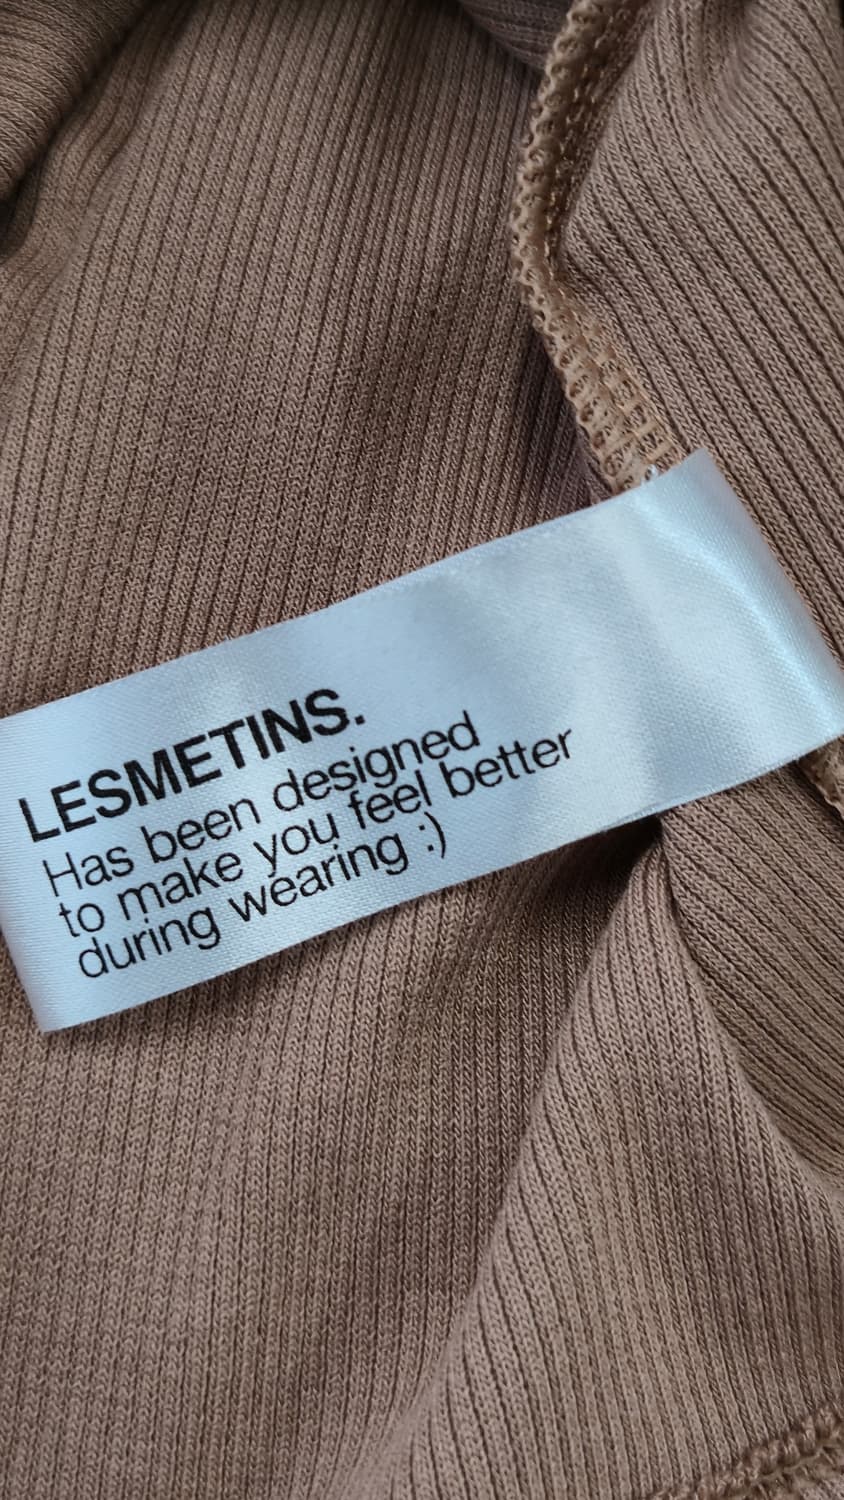 LESMETINS.
Has been designed
to make you feel better
during wearing :)